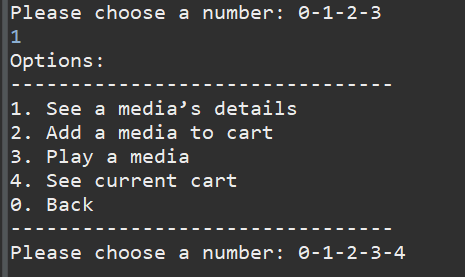 Please choose a number: 0-1-2-3
1
Options:
--------------------------------
1. See a media’s details
2. Add a media to cart
3. Play a media
4. See current cart
0. Back
--------------------------------
Please choose a number: 0-1-2-3-4